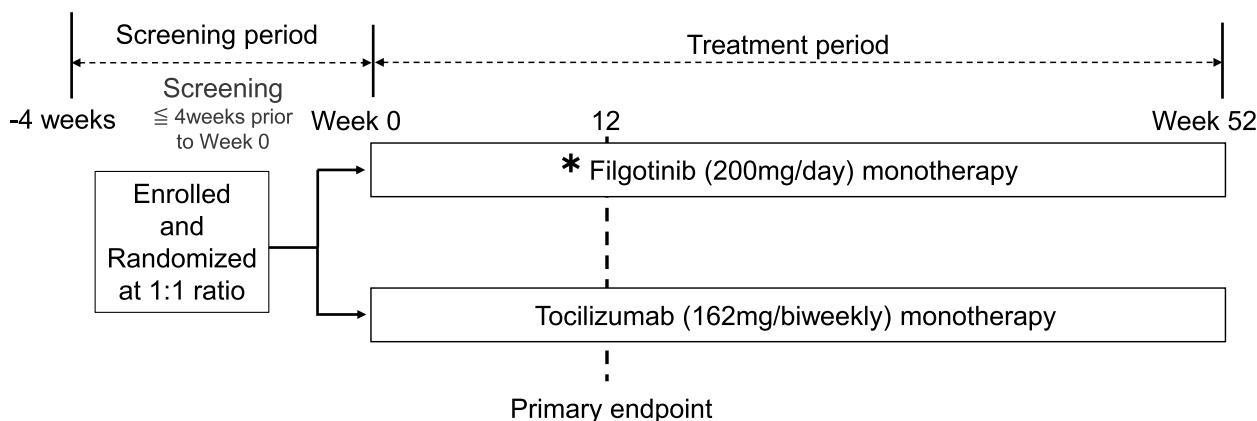 Screening period
Treatment period
Screening
≦ 4weeks prior
to Week 0
-4 weeks
Week 0
12
Week 52
* Filgotinib (200mg/day) monotherapy
Enrolled
and
Randomized
at 1:1 ratio
Tocilizumab (162mg/biweekly) monotherapy
Primary endpoint